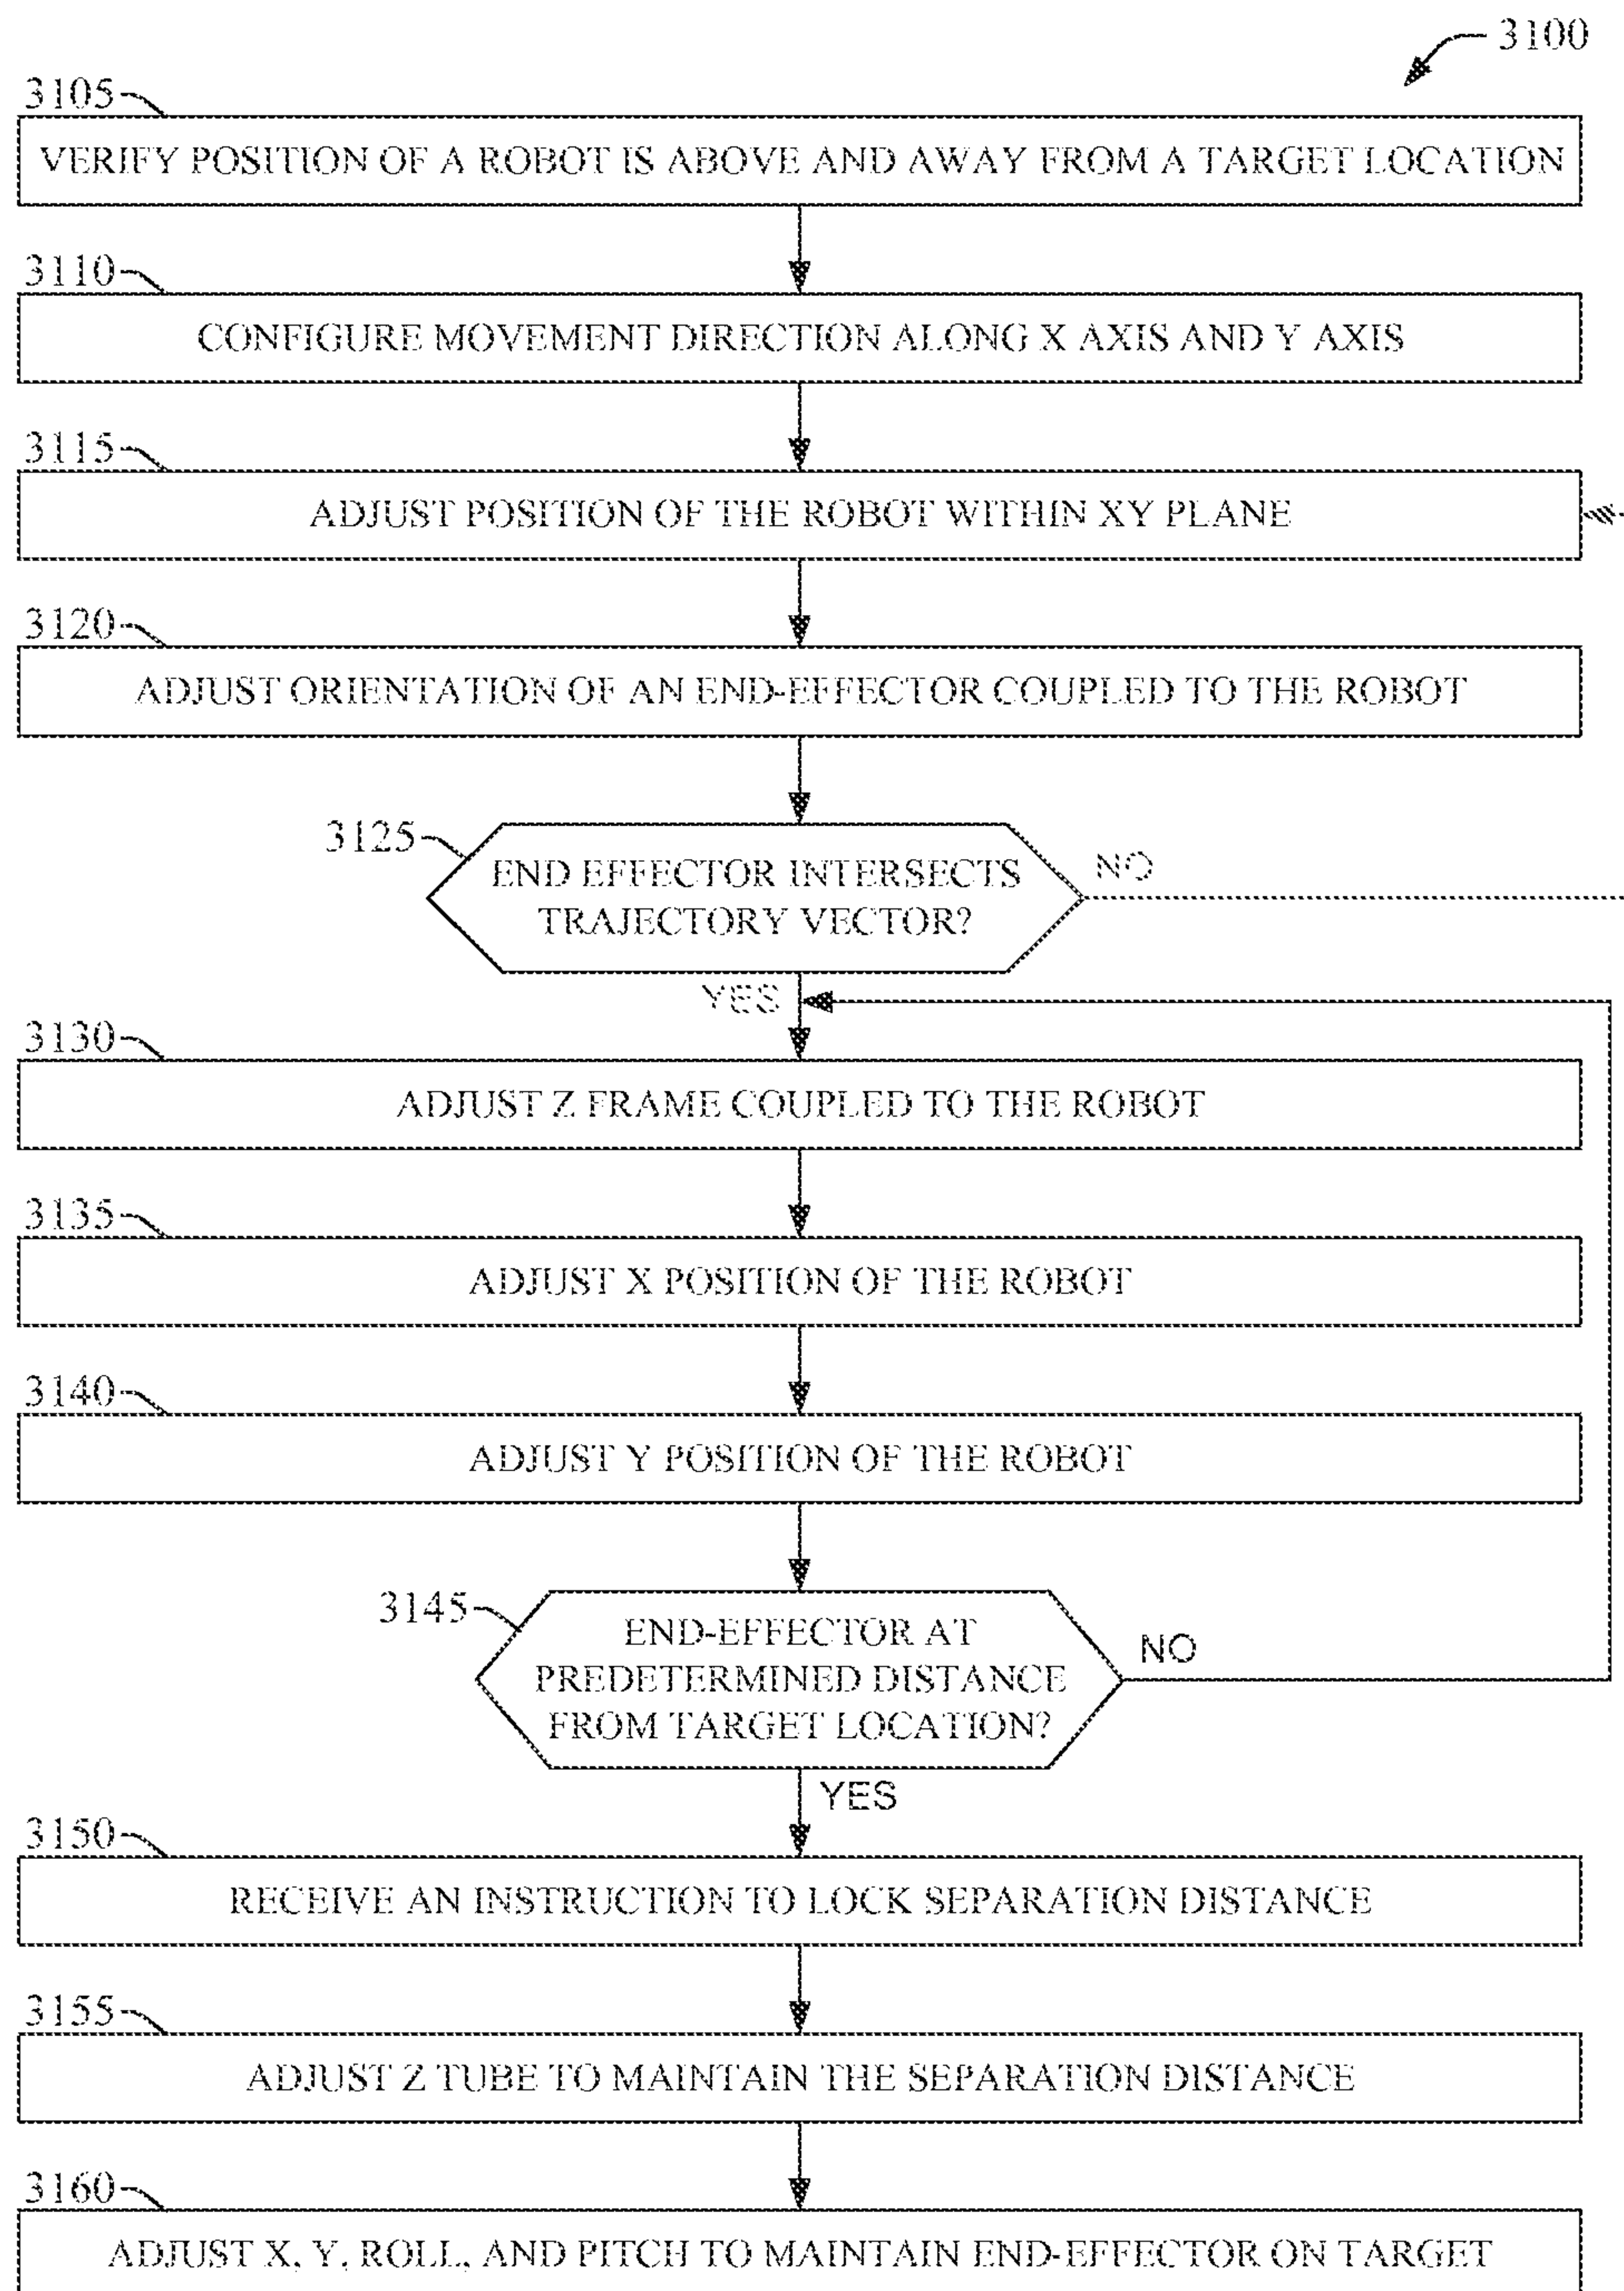 3100
3105
VERIFY POSITION OF A ROBOT IS ABOVE AND AWAY FROM A TARGET LOCATION
3110
CONFIGURE MOVEMENT DIRECTION ALONG X AXIS AND Y AXIS
3115
ADJUST POSITION OF THE ROBOT WITHIN XY PLANE
3120
ADJUST ORIENTATION OF AN END-EFFECTOR COUPLED TO THE ROBOT
3125
END EFFECTOR INTERSECTS
TRAJECTORY VECTOR?
NO
YES
3130
ADJUST Z FRAME COUPLED TO THE ROBOT
3135
ADJUST X POSITION OF THE ROBOT
3140
ADJUST Y POSITION OF THE ROBOT
3145
END-EFFECTOR AT
PREDETERMINED DISTANCE
FROM TARGET LOCATION?
NO
YES
3150
RECEIVE AN INSTRUCTION TO LOCK SEPARATION DISTANCE
3155
ADJUST Z TUBE TO MAINTAIN THE SEPARATION DISTANCE
3160
ADJUST X, Y, ROLL, AND PITCH TO MAINTAIN END-EFFECTOR ON TARGET